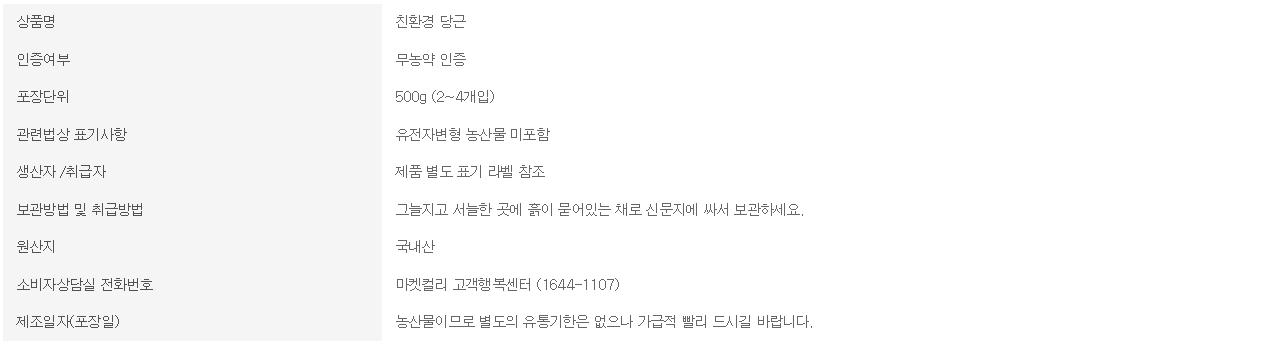 상품명 친환경 당근
인증여부 무농약 인증
포장단위 500g (2~4개입)
관련법상 표기사항 유전자변형 농산물 미포함
생산자 /취급자 제품 별도 표기 라벨 참조
보관방법 및 취급방법 그늘지고 서늘한 곳에 흙이 묻어있는 채로 신문지에 싸서 보관하세요.
원산지 국내산
소비자상담실 전화번호 마켓컬리 고객행복센터 (1644-1107)
제조일자(포장일) 농산물이므로 별도의 유통기한은 없으나 가급적 빨리 드시길 바랍니다.